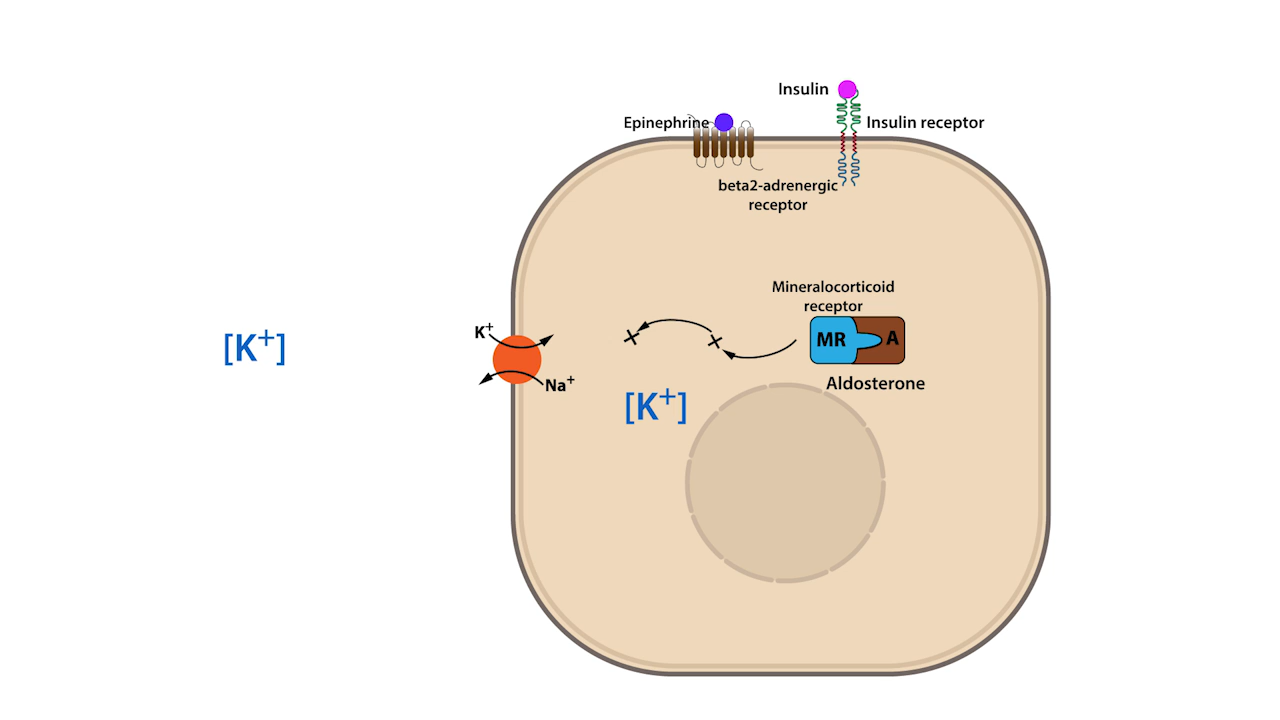 Insulin
Epinephrine
Insulin receptor
beta2-adrenergic
receptor
Mineralocorticoid
receptor
K⁺
[K⁺]
MR
A
Na⁺
Aldosterone
[K⁺]